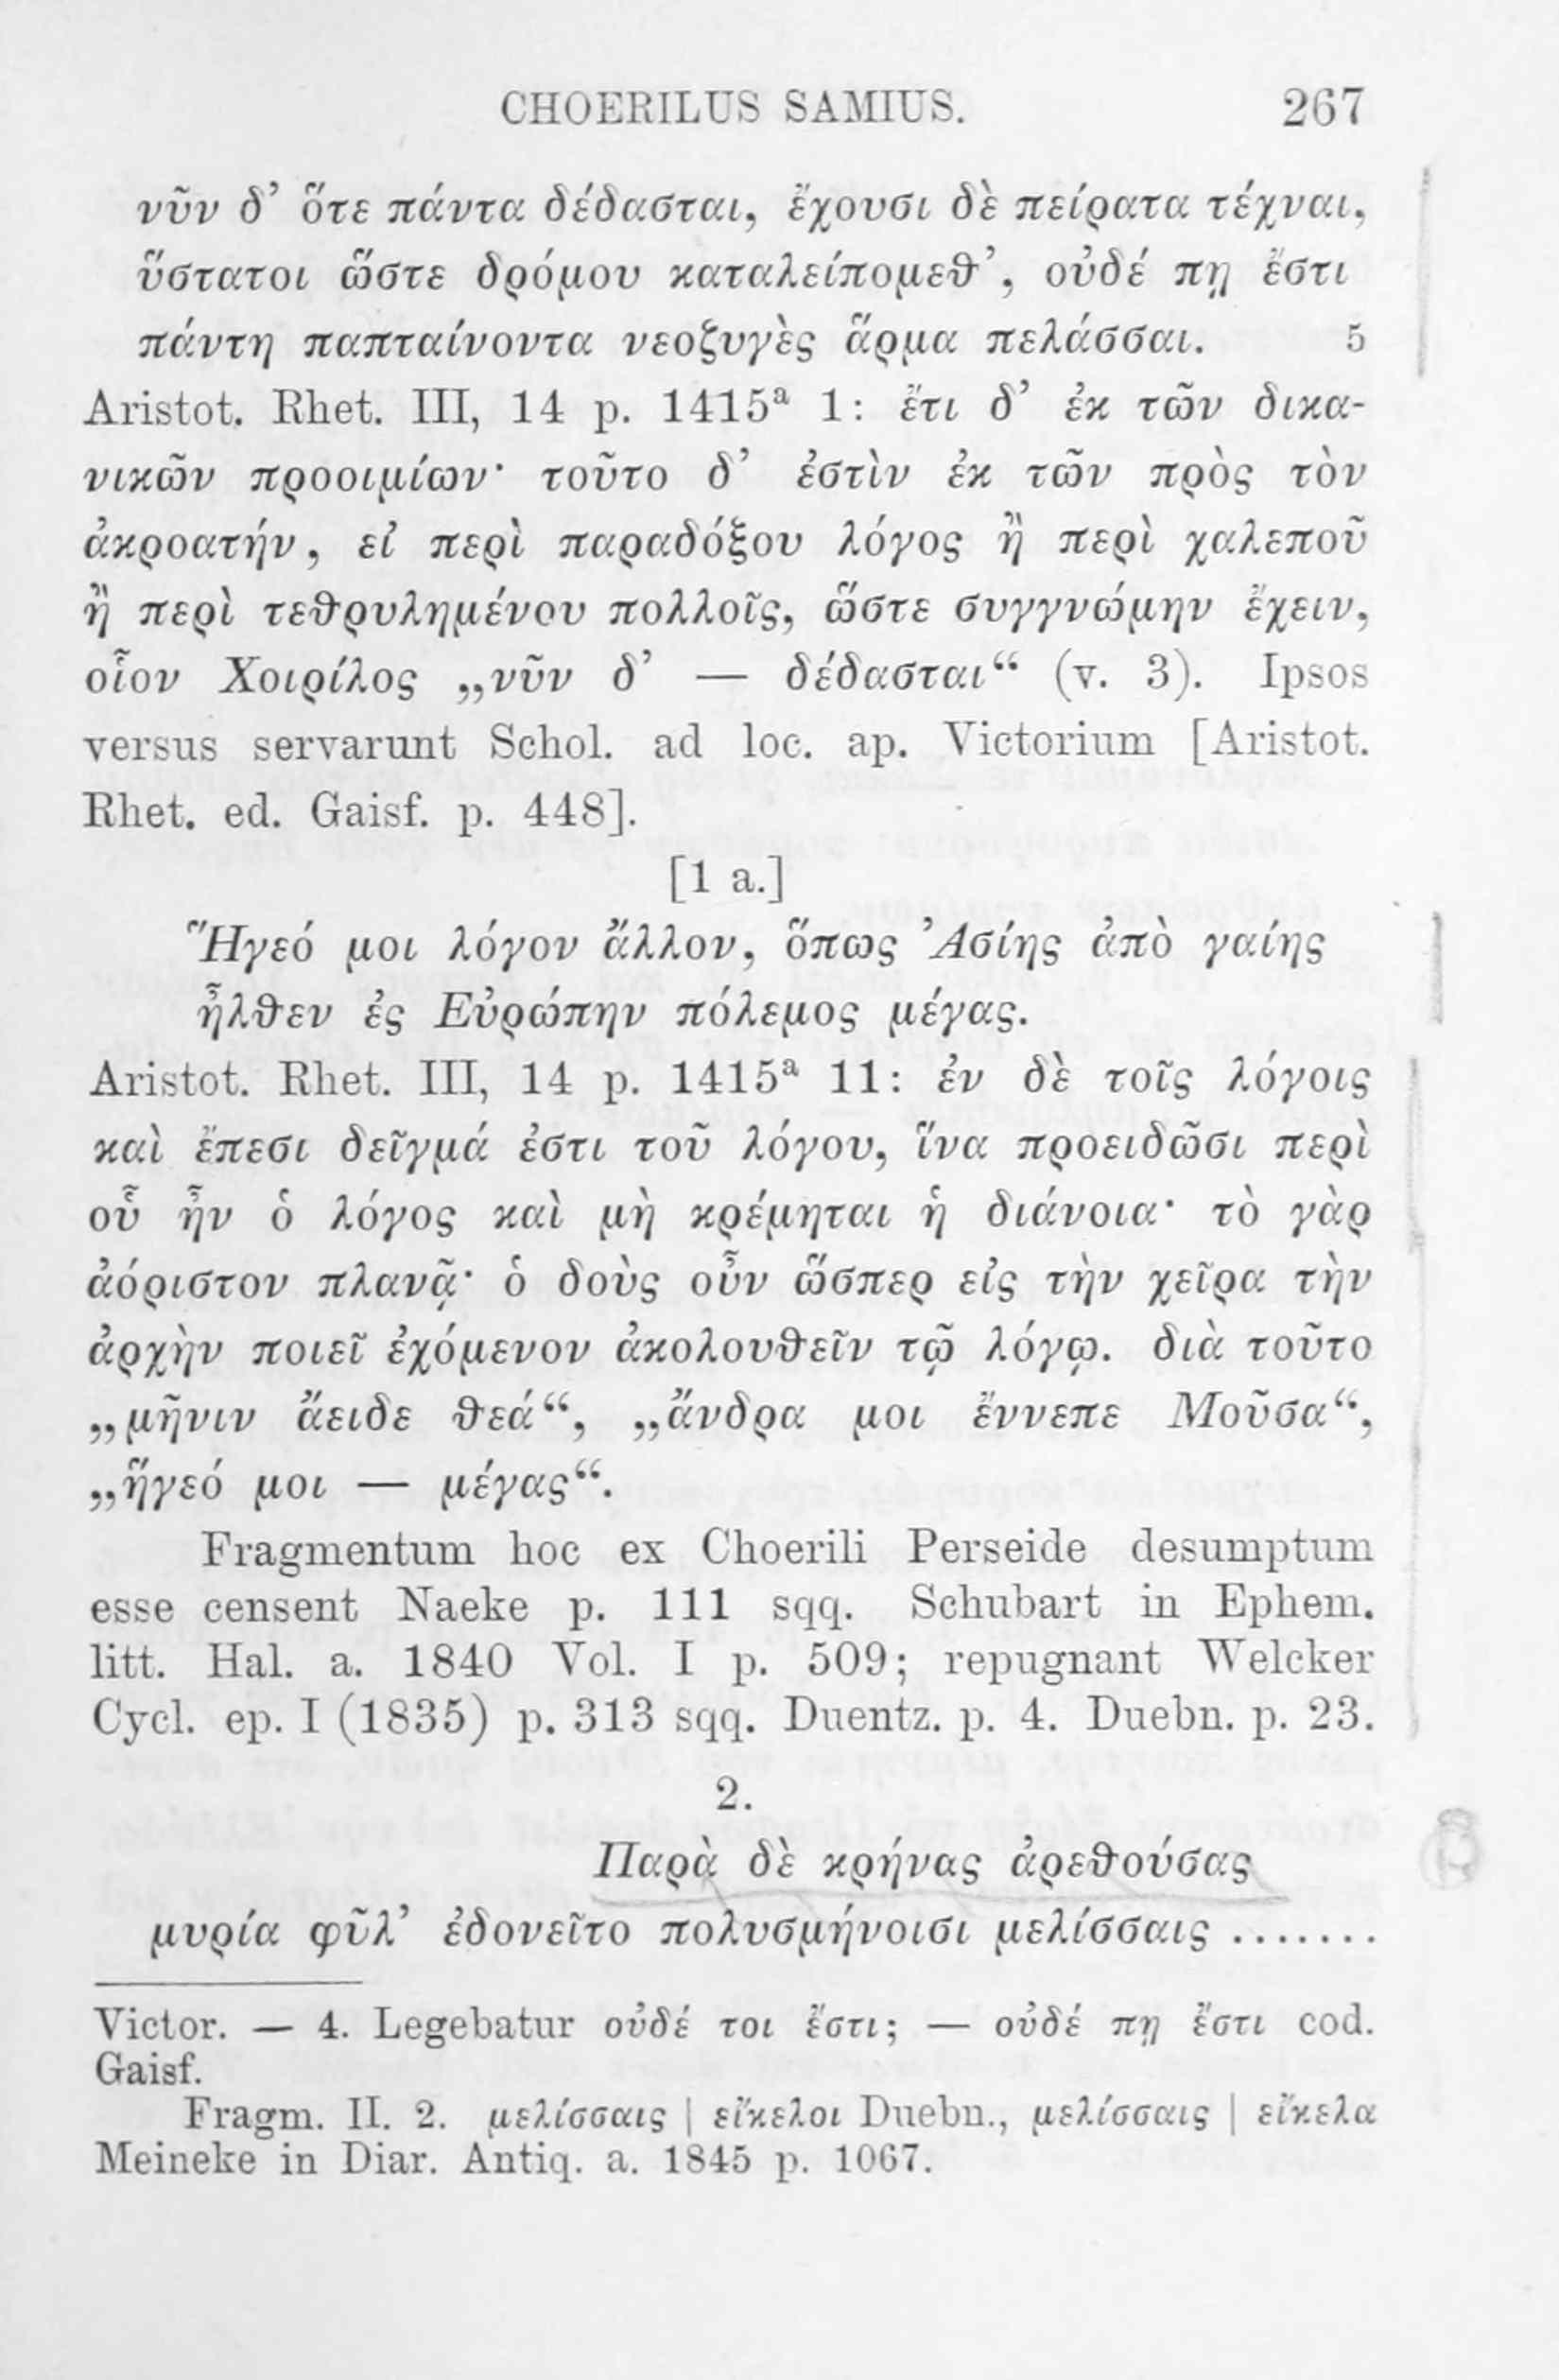 CHOERILUS SAMIUS. 267
νῦν δ’ ὅτε πάντα δέδασται, ἔχουσι δὲ πείρατα τέχναι,
ὕστατοι ὥστε δρόμου καταλείπομεθ’, οὐδέ πῃ ἔστι
πάντη παπταίνοντα νεοζυγὲς ἅρμα πελάσσαι. 5
Aristot. Rhet. III, 14 p. 1415ᵃ 1: ἔτι δ’ ἐκ τῶν δικα-
νικῶν προοιμίων· τοῦτο δ’ ἐστὶν ἐκ τῶν πρὸς τὸν
ἀκροατήν, εἰ περὶ παραδόξου λόγος ἢ περὶ χαλεποῦ
ἢ περὶ τεθρυλημένου πολλοῖς, ὥστε συγγνώμην ἔχειν,
οἷον Χοιρίλος „νῦν δ’ — δέδασται“ (v. 3). Ipsos
versus servarunt Schol. ad loc. ap. Victorium [Aristot.
Rhet. ed. Gaisf. p. 448].
[1 a.]
Ἥγεό μοι λόγον ἄλλον, ὅπως Ἀσίης ἀπὸ γαίης
ἦλθεν ἐς Εὐρώπην πόλεμος μέγας.
Aristot. Rhet. III, 14 p. 1415ᵃ 11: ἐν δὲ τοῖς λόγοις
καὶ ἔπεσι δεῖγμά ἐστι τοῦ λόγου, ἵνα προειδῶσι περὶ
οὗ ἦν ὁ λόγος καὶ μὴ κρέμηται ἡ διάνοια· τὸ γὰρ
ἀόριστον πλανᾷ· ὁ δοὺς οὖν ὥσπερ εἰς τὴν χεῖρα τὴν
ἀρχὴν ποιεῖ ἐχόμενον ἀκολουθεῖν τῷ λόγῳ. διὰ τοῦτο
„μῆνιν ἄειδε θεά“, „ἄνδρα μοι ἔννεπε Μοῦσα“,
„ἥγεό μοι — μέγας“.
Fragmentum hoc ex Choerili Perseide desumptum
esse censent Naeke p. 111 sqq. Schubart in Ephem.
litt. Hal. a. 1840 Vol. I p. 509; repugnant Welcker
Cycl. ep. I (1835) p. 313 sqq. Duentz. p. 4. Duebn. p. 23.
2.
Παρὰ δὲ κρήνας ἀρεθούσας
μυρία φῦλ’ ἐδονεῖτο πολυσμήνοισι μελίσσαις .......
Victor. — 4. Legebatur οὐδέ τοι ἔστι; — οὐδέ πῃ ἔστι cod.
Gaisf.
Fragm. II. 2. μελίσσαις | εἴκελοι Duebn., μελίσσαις | εἴκελα
Meineke in Diar. Antiq. a. 1845 p. 1067.